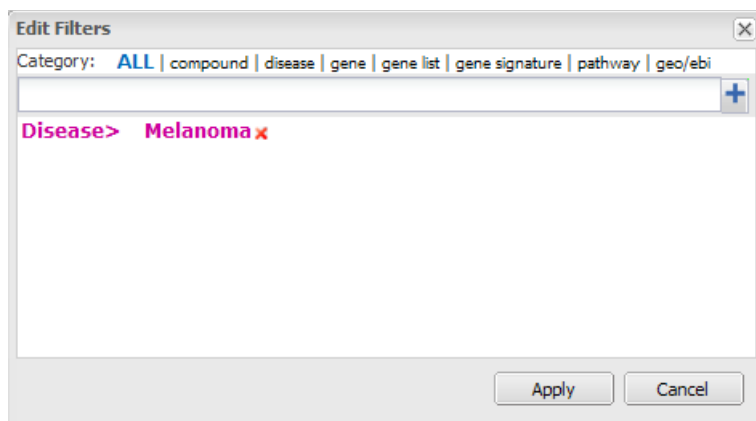 Edit Filters
Category: ALL | compound | disease | gene | gene list | gene signature | pathway | geo/ebi
Disease> Melanoma
Apply Cancel